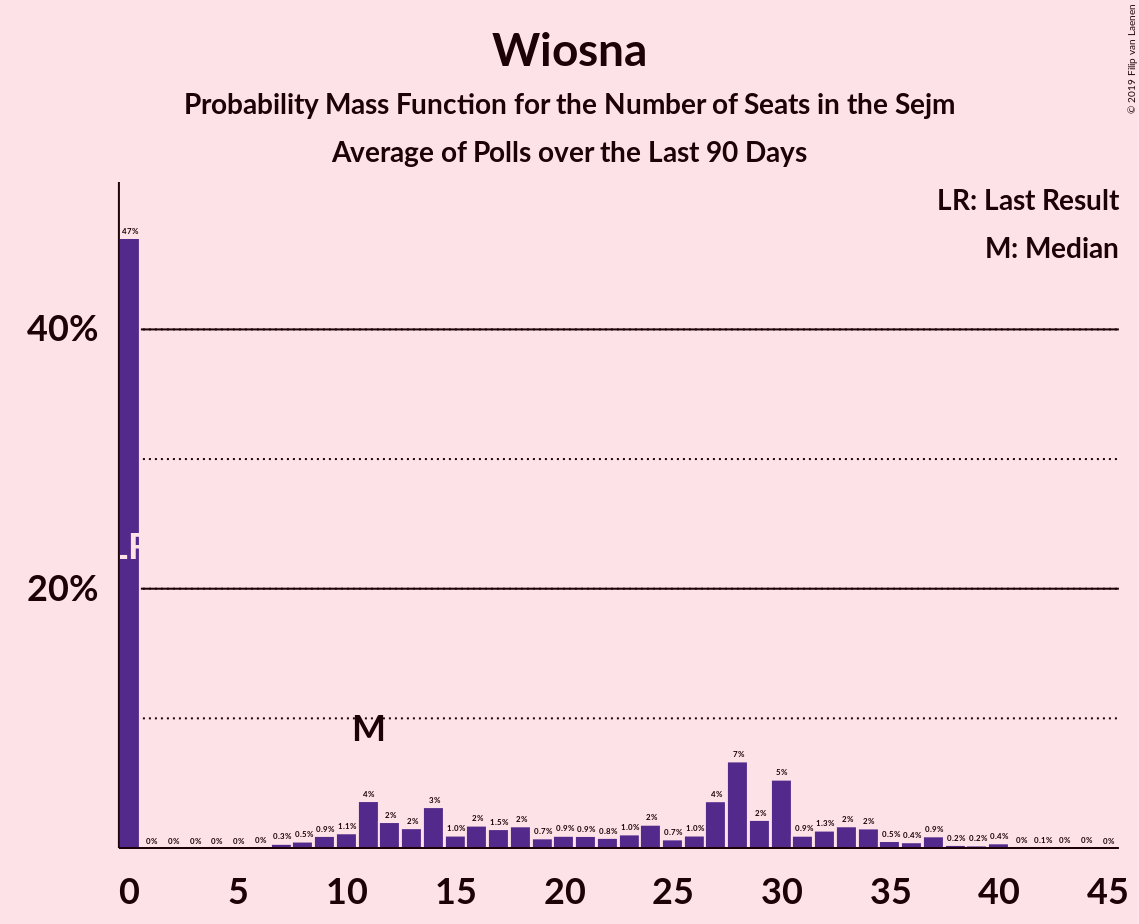 Wiosna
Probability Mass Function for the Number of Seats in the Sejm
Average of Polls over the Last 90 Days
© 2019 Filip van Laenen
LR: Last Result
M: Median
40%
20%
LR
M
47% 0% 0% 0% 0% 0% 0% 0.3% 0.5% 0.9% 1.1% 4% 2% 2% 3% 1.0% 2% 1.5% 2% 0.7% 0.9% 0.9% 0.8% 1.0% 2% 0.7% 1.0% 4% 7% 2% 5% 0.9% 1.3% 2% 2% 0.5% 0.4% 0.9% 0.2% 0.2% 0.4% 0% 0.1% 0% 0% 0%
0 5 10 15 20 25 30 35 40 45